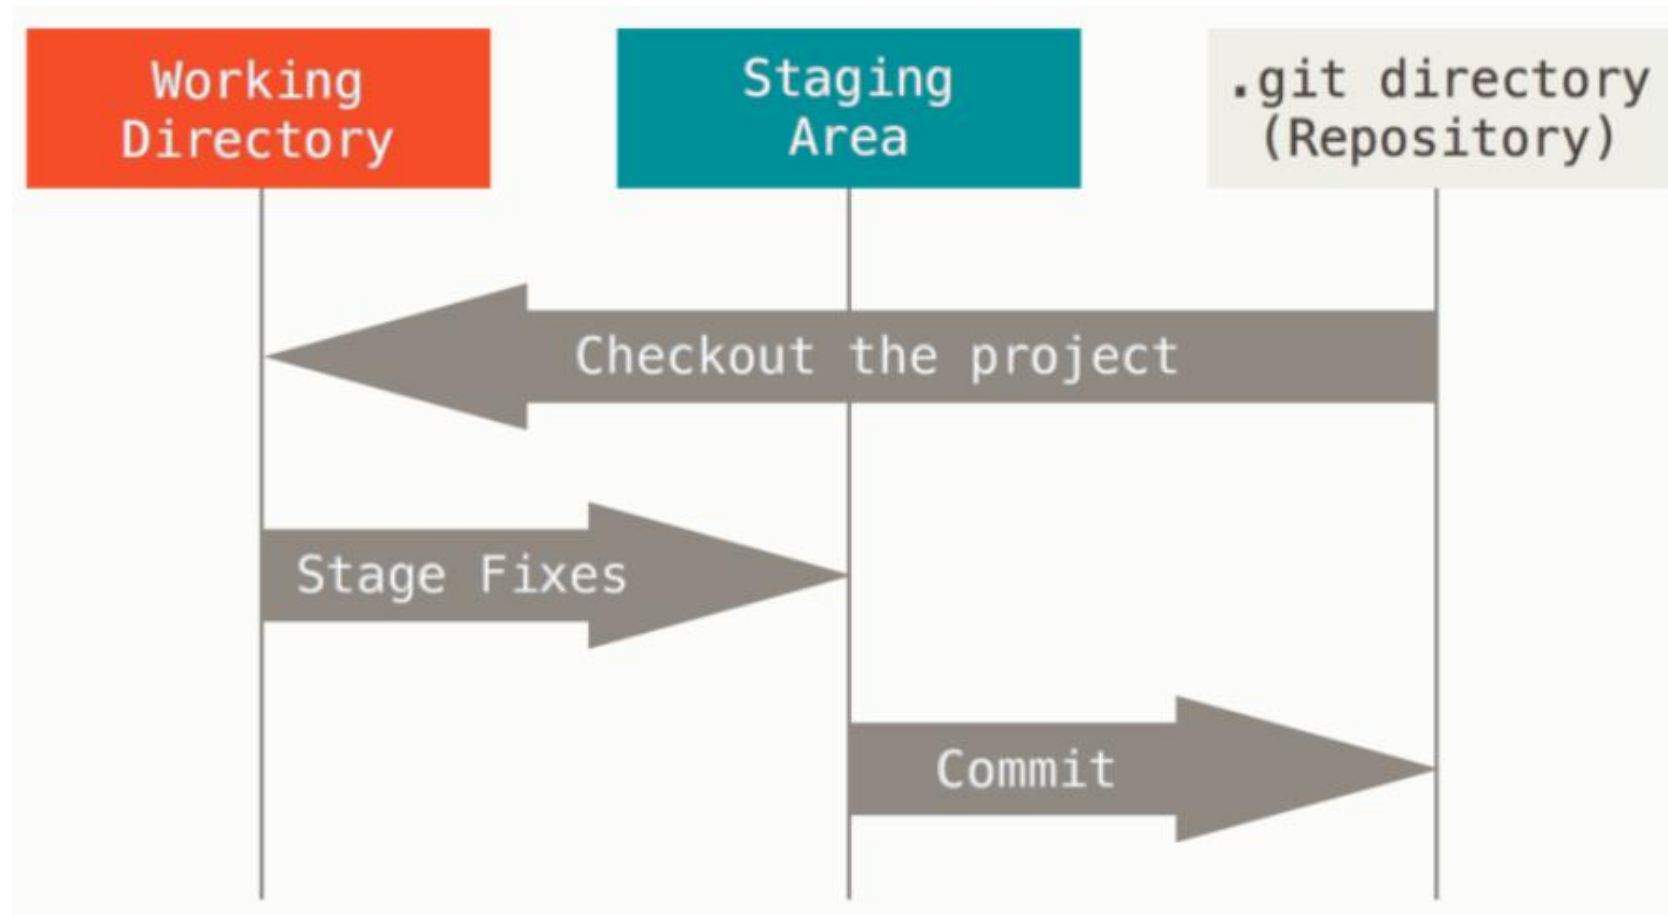 Working
Directory
Staging
Area
.git directory
(Repository)
Checkout the project
Stage Fixes
Commit